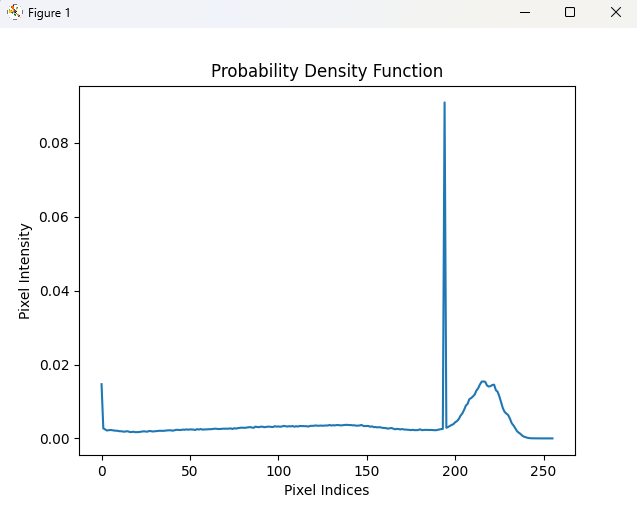 Figure 1
Probability Density Function
0.08
0.06
0.04
0.02
0.00
Pixel Intensity
0 50 100 150 200 250
Pixel Indices